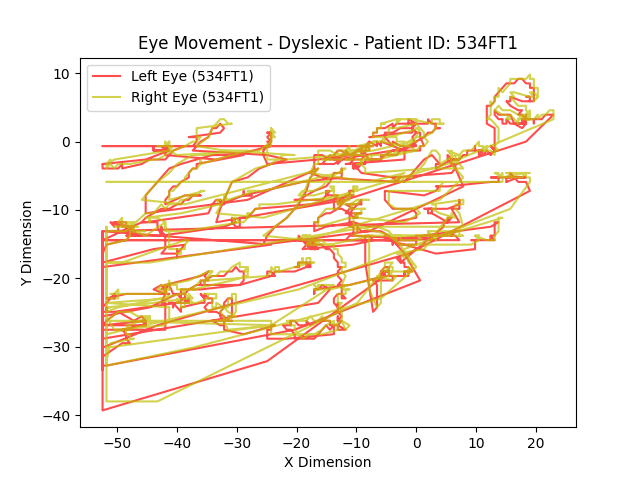 Eye Movement - Dyslexic - Patient ID: 534FT1
Left Eye (534FT1)
Right Eye (534FT1)
Y Dimension
10
0
−10
−20
−30
−40
−50 −40 −30 −20 −10 0 10 20
X Dimension